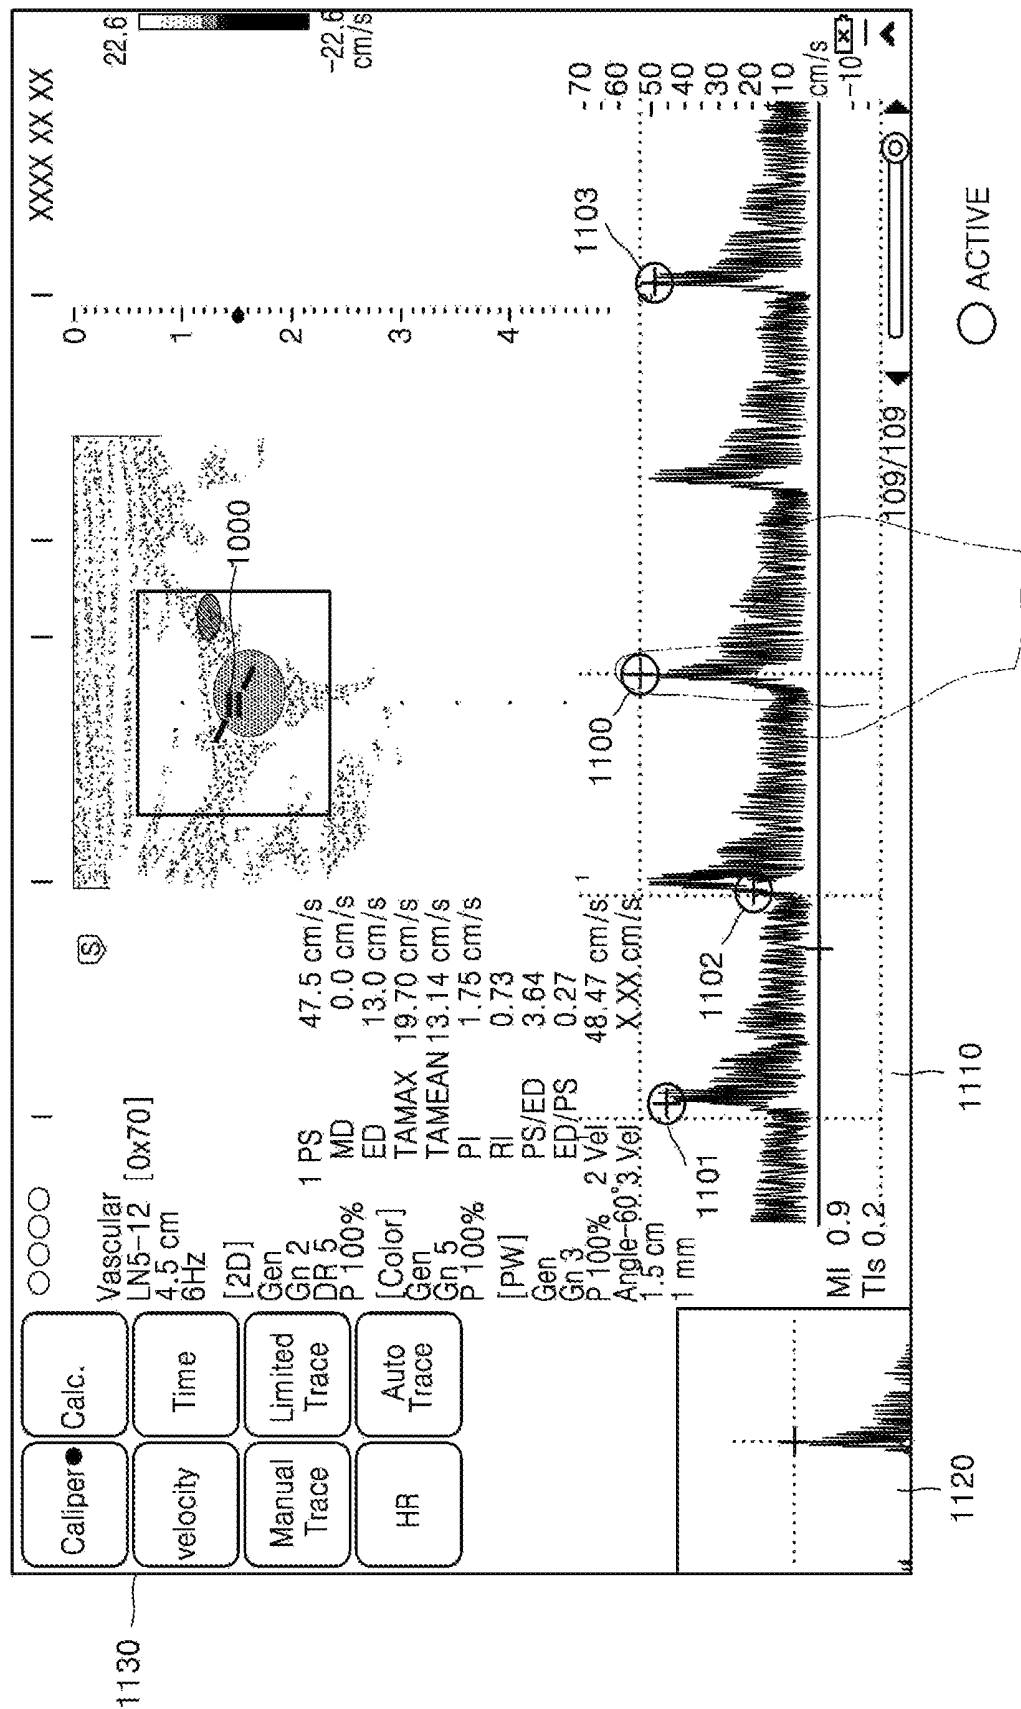 1130
Caliper
Calc.
velocity
Time
Manual Trace
Limited Trace
HR
Auto Trace
1120
Vascular
LN5-12 [0x70]
4.5 cm
6Hz
[2D]
Gen
Gn 2
DR 5
P 100%
[Color]
Gen
Gn 5
P 100%
[PW]
Gen
Gn 3
P 100%
Angle-60°
1.5 cm
1 mm
MI 0.9
TIs 0.2
1 PS 47.5 cm/s
MD 0.0 cm/s
ED 13.0 cm/s
TAMAX 19.70 cm/s
TAMEAN 13.14 cm/s
PI 1.75 cm/s
RI 0.73
PS/ED 3.64
ED/PS 0.27
2 Vel 48.47 cm/s
3 Vel X.XX cm/s
S
1000
XXXX XX XX
22.6
-22.6
cm/s
0
1
2
3
4
1
1101
1102
1100
1103
1110
-70
-60
-50
-40
-30
-20
10
cm/s
-10
x
109/109
ACTIVE